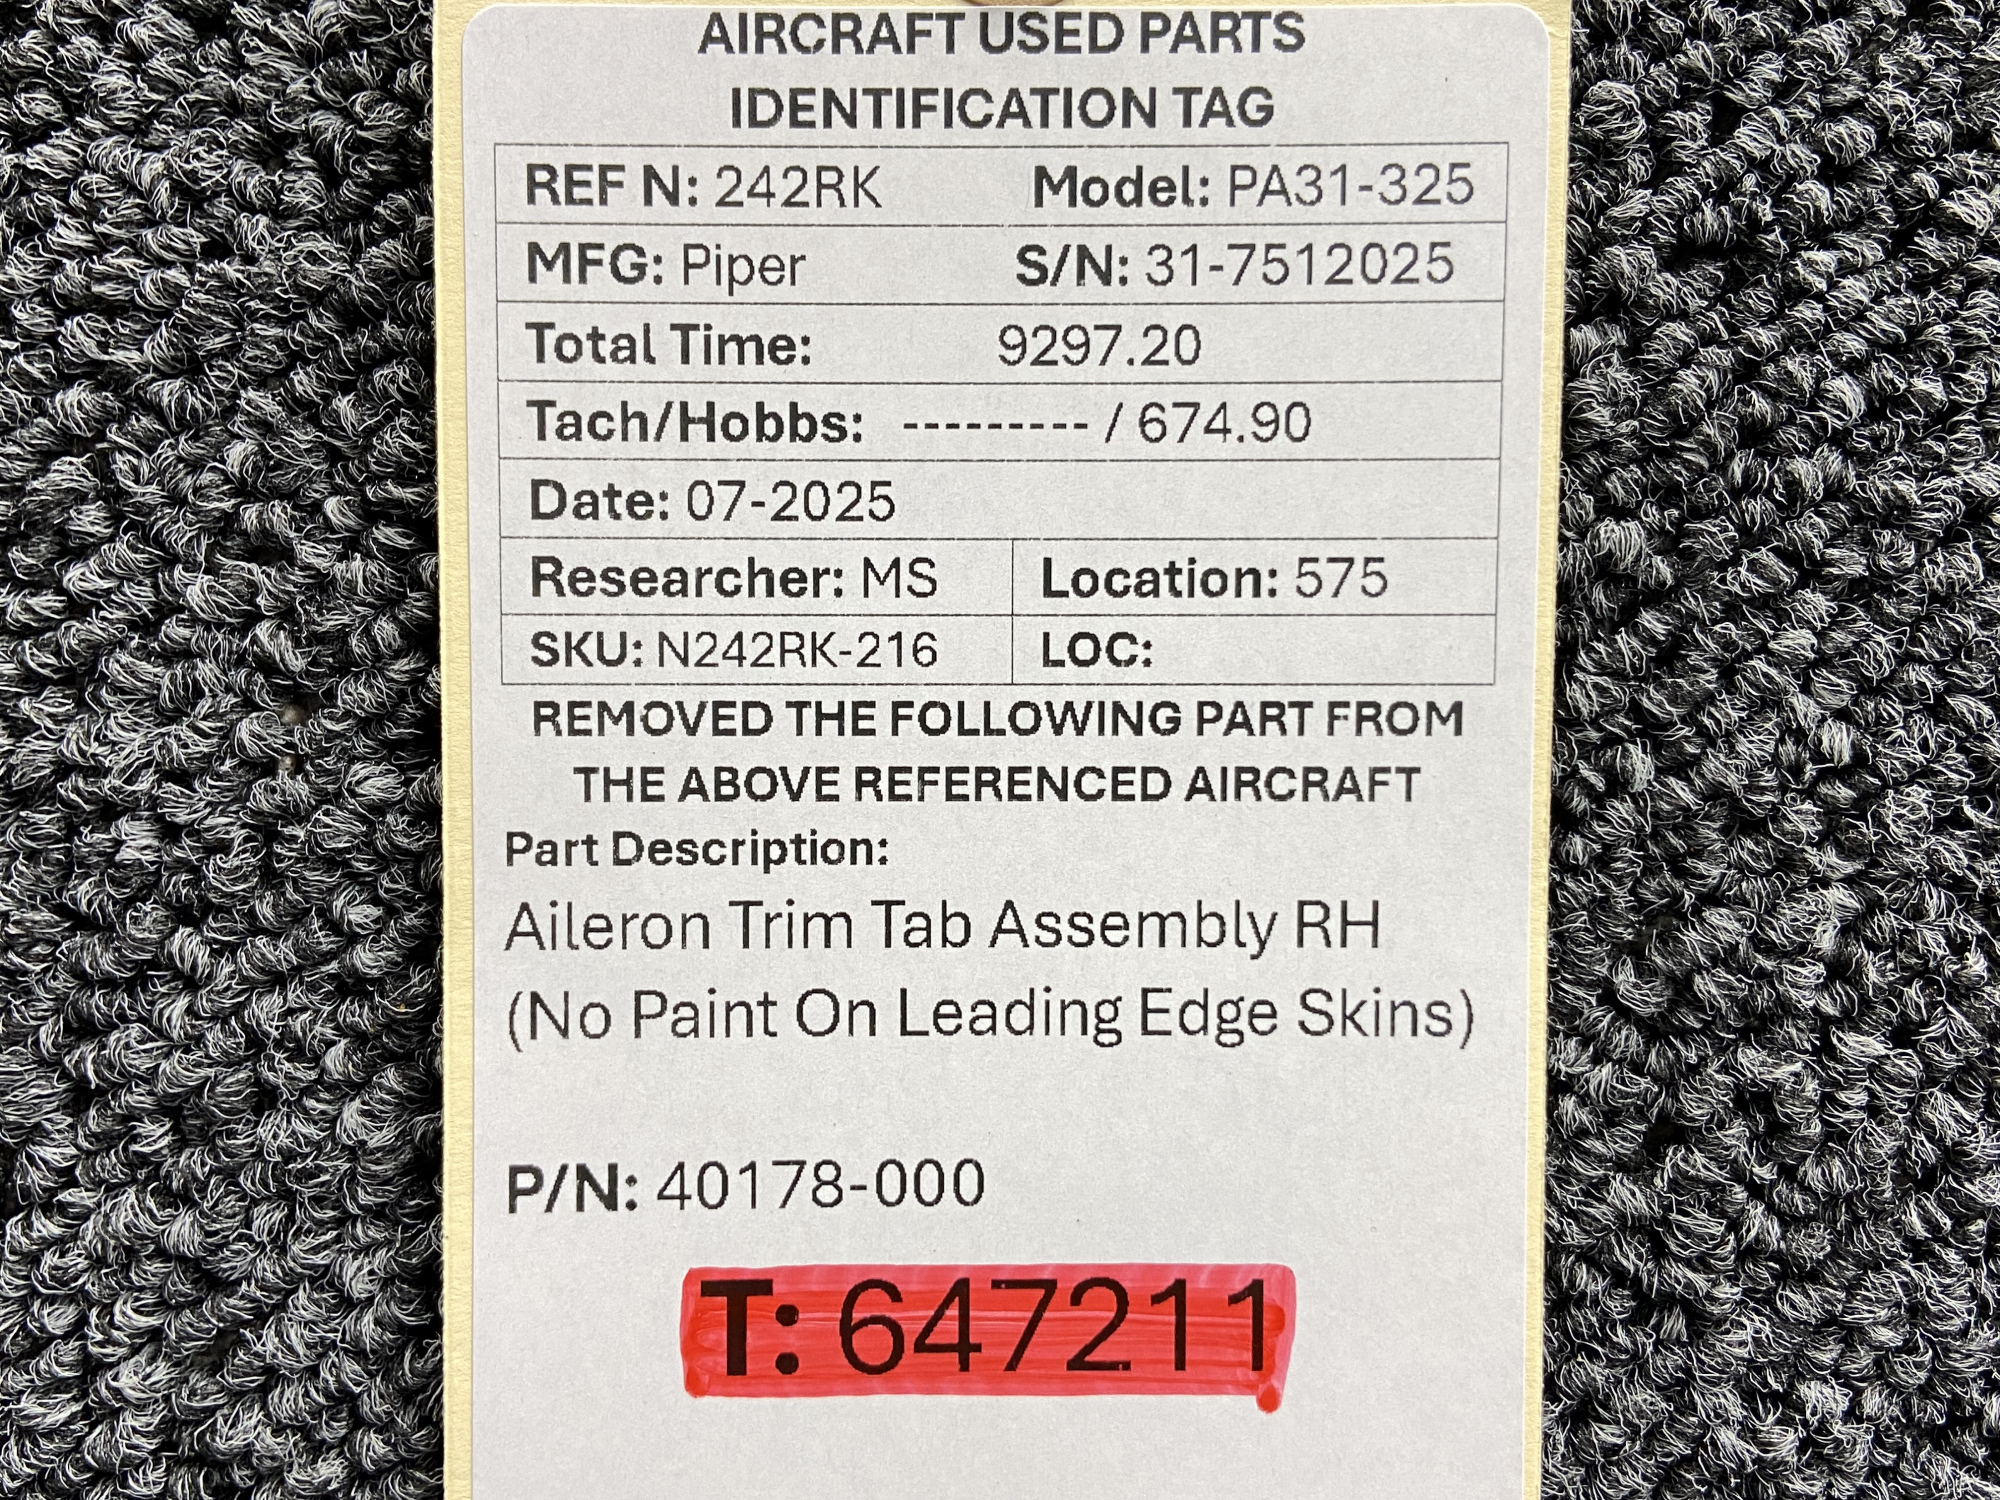 AIRCRAFT USED PARTS
IDENTIFICATION TAG
REF N: 242RK Model: PA31-325
MFG: Piper S/N: 31-7512025
Total Time: 9297.20
Tach/Hobbs: --------- / 674.90
Date: 07-2025
Researcher: MS Location: 575
SKU: N242RK-216 LOC:
REMOVED THE FOLLOWING PART FROM
THE ABOVE REFERENCED AIRCRAFT
Part Description:
Aileron Trim Tab Assembly RH
(No Paint On Leading Edge Skins)
P/N: 40178-000
T: 647211